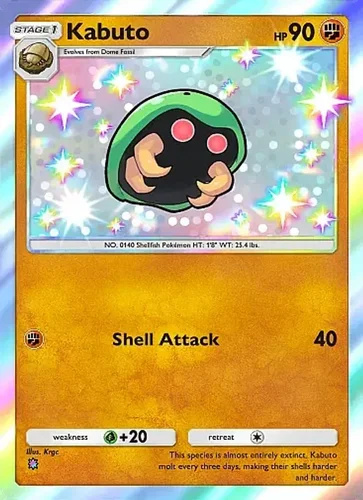 STAGE 1
Kabuto
HP 90
Evolves from Dome Fossil
NO. 0140 Shellfish Pokémon HT: 1'8" WT: 25.4 lbs.
Shell Attack 40
weakness +20 retreat
Illus. Krgc
This species is almost entirely extinct. Kabuto
molt every three days, making their shells harder
and harder.